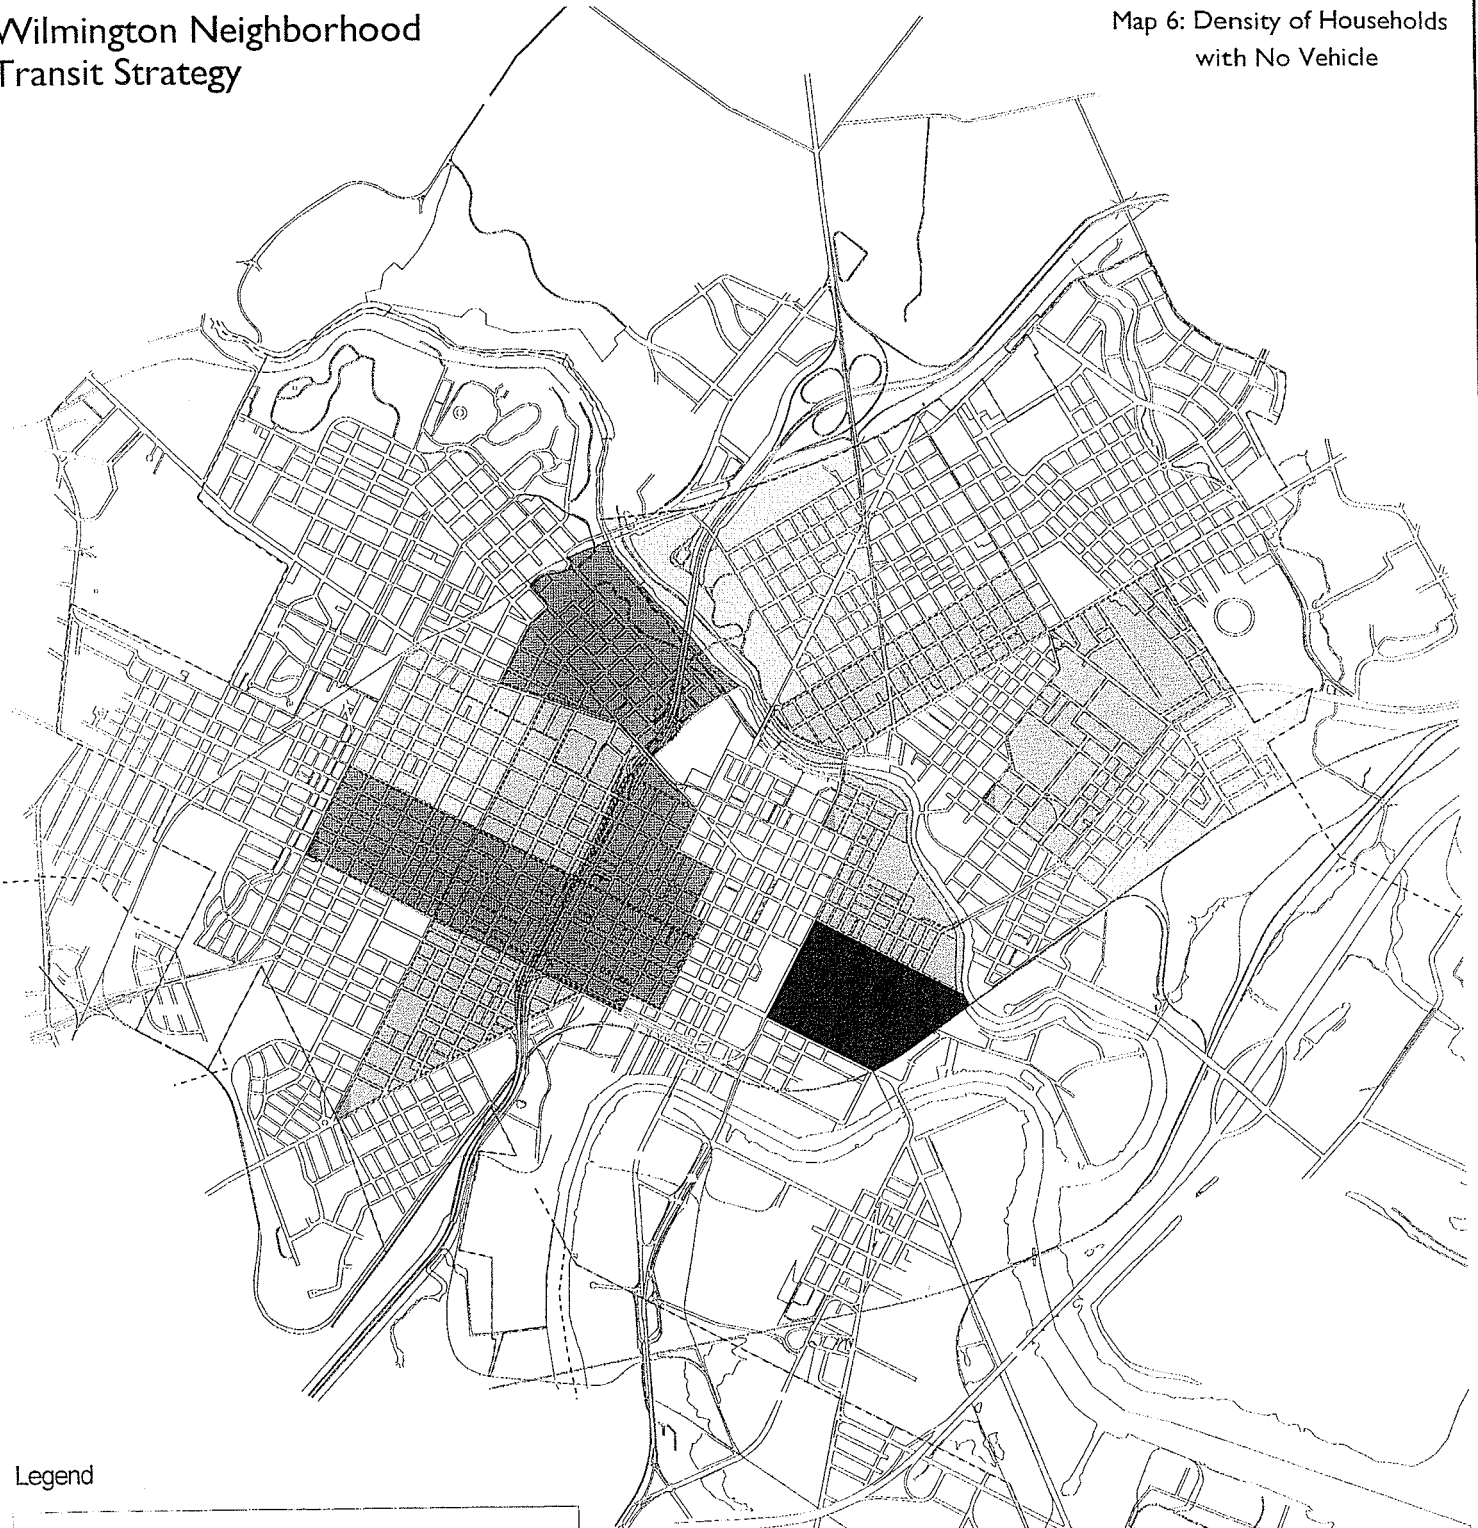 Wilmington Neighborhood
Transit Strategy
Map 6: Density of Households
with No Vehicle
Legend